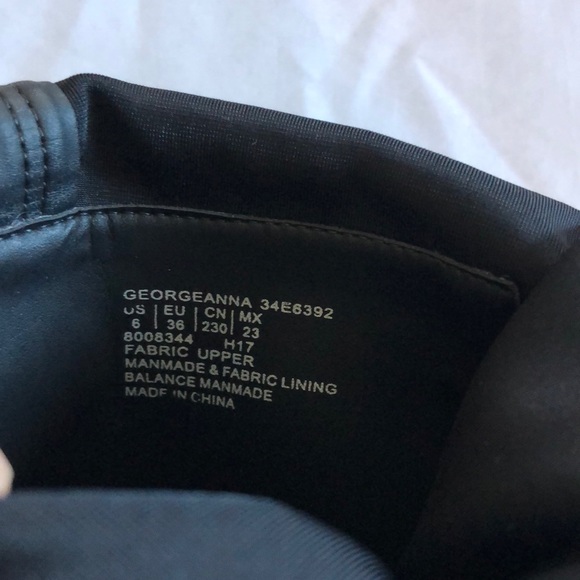 GEORGEANNA 34E6392
US | EU | CN | MX
6 | 36 | 230 | 23
8008344 H17
FABRIC UPPER
MANMADE & FABRIC LINING
BALANCE MANMADE
MADE IN CHINA